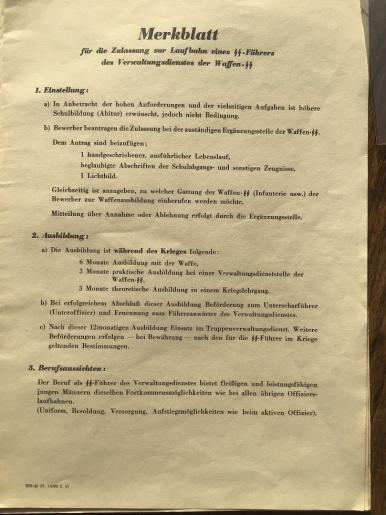 Merkblatt
für die Zulassung zur Laufbahn eines ᛋᛋ-Führers
des Verwaltungsdienstes der Waffen-ᛋᛋ
1. Einstellung:
a) In Anbetracht der hohen Anforderungen und der vielseitigen Aufgaben ist höhere
Schulbildung (Abitur) erwünscht, jedoch nicht Bedingung.
b) Bewerber beantragen die Zulassung bei der zuständigen Ergänzungsstelle der Waffen-ᛋᛋ.
Dem Antrag sind beizufügen:
1 handgeschriebener, ausführlicher Lebenslauf,
beglaubigte Abschriften der Schulabgangs- und sonstigen Zeugnisse,
1 Lichtbild.
Gleichzeitig ist anzugeben, zu welcher Gattung der Waffen-ᛋᛋ (Infanterie usw.) der
Bewerber zur Waffenausbildung einberufen werden möchte.
Mitteilung über Annahme oder Ablehnung erfolgt durch die Ergänzungsstelle.
2. Ausbildung:
a) Die Ausbildung ist während des Krieges folgende:
6 Monate Ausbildung mit der Waffe,
3 Monate praktische Ausbildung bei einer Verwaltungsdienststelle der
Waffen-ᛋᛋ,
3 Monate theoretische Ausbildung in einem Kriegslehrgang.
b) Bei erfolgreichem Abschluß dieser Ausbildung Beförderung zum Unterscharführer
(Unteroffizier) und Ernennung zum Führeranwärter des Verwaltungsdienstes.
c) Nach dieser 12monatigen Ausbildung Einsatz im Truppenverwaltungsdienst. Weitere
Beförderungen erfolgen — bei Bewährung — nach den für die ᛋᛋ-Führer im Kriege
geltenden Bestimmungen.
3. Berufsaussichten:
Der Beruf als ᛋᛋ-Führer des Verwaltungsdienstes bietet fleißigen und leistungsfähigen
jungen Männern dieselben Fortkommensmöglichkeiten wie bei allen übrigen Offiziers-
laufbahnen.
(Uniform, Besoldung, Versorgung, Aufstiegsmöglichkeiten wie beim aktiven Offizier).